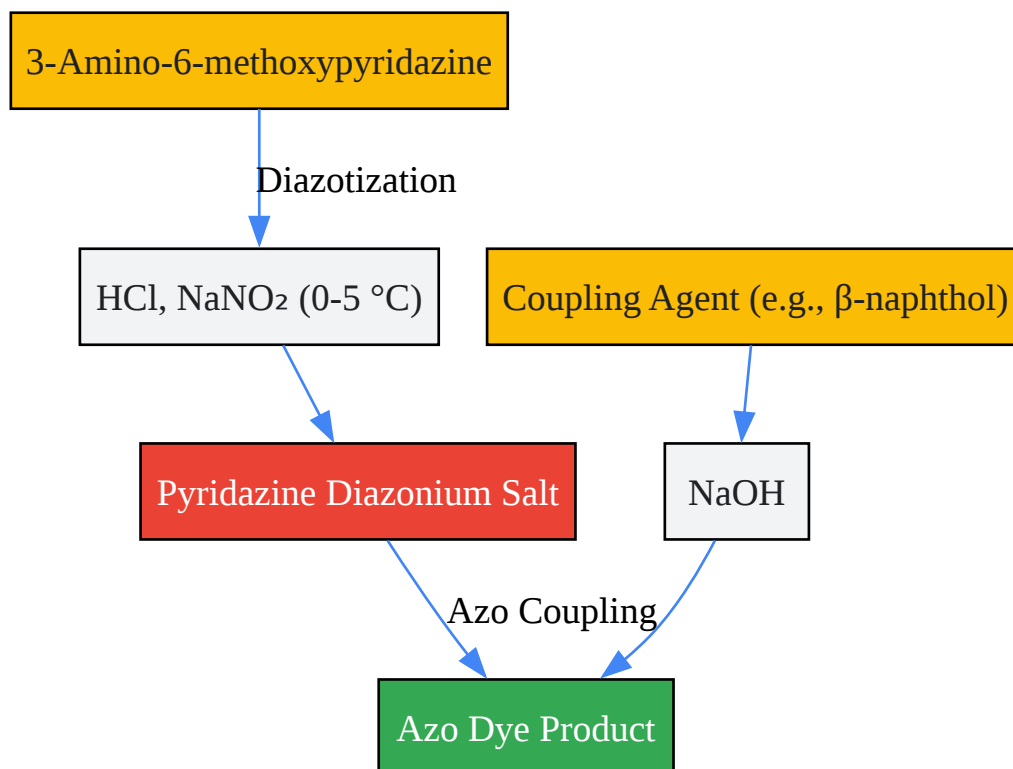 3-Amino-6-methoxypyridazine
Diazotization
HCl, NaNO₂ (0-5 °C)
Coupling Agent (e.g., β-naphthol)
Pyridazine Diazonium Salt
NaOH
Azo Coupling
Azo Dye Product